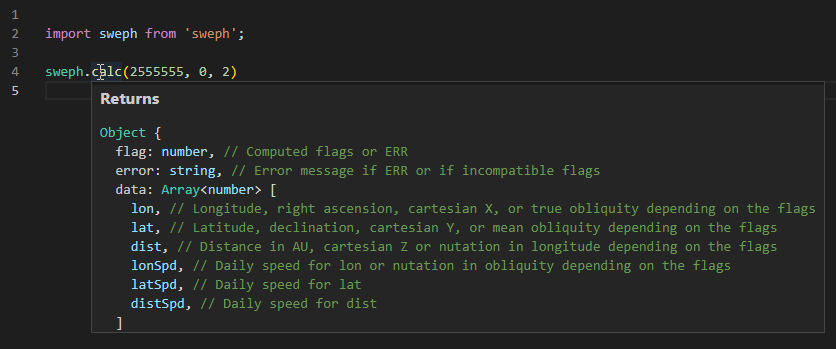 1
2 import sweph from 'sweph';
3
4 sweph.calc(2555555, 0, 2)
5
Returns
Object {
flag: number, // Computed flags or ERR
error: string, // Error message if ERR or if incompatible flags
data: Array<number> [
lon, // Longitude, right ascension, cartesian X, or true obliquity depending on the flags
lat, // Latitude, declination, cartesian Y, or mean obliquity depending on the flags
dist, // Distance in AU, cartesian Z or nutation in longitude depending on the flags
lonSpd, // Daily speed for lon or nutation in obliquity depending on the flags
latSpd, // Daily speed for lat
distSpd, // Daily speed for dist
]